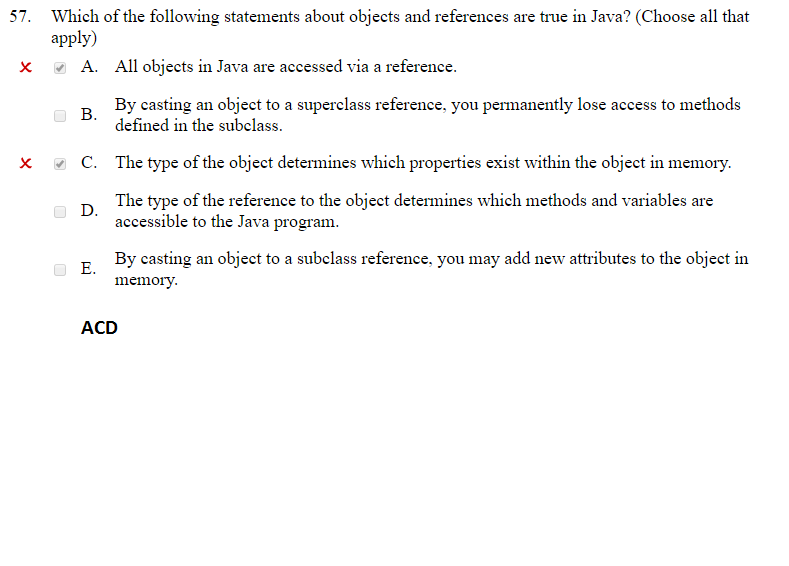 57. Which of the following statements about objects and references are true in Java? (Choose all that
apply)
A. All objects in Java are accessed via a reference.
B. By casting an object to a superclass reference, you permanently lose access to methods
defined in the subclass.
C. The type of the object determines which properties exist within the object in memory.
D. The type of the reference to the object determines which methods and variables are
accessible to the Java program.
E. By casting an object to a subclass reference, you may add new attributes to the object in
memory.
ACD